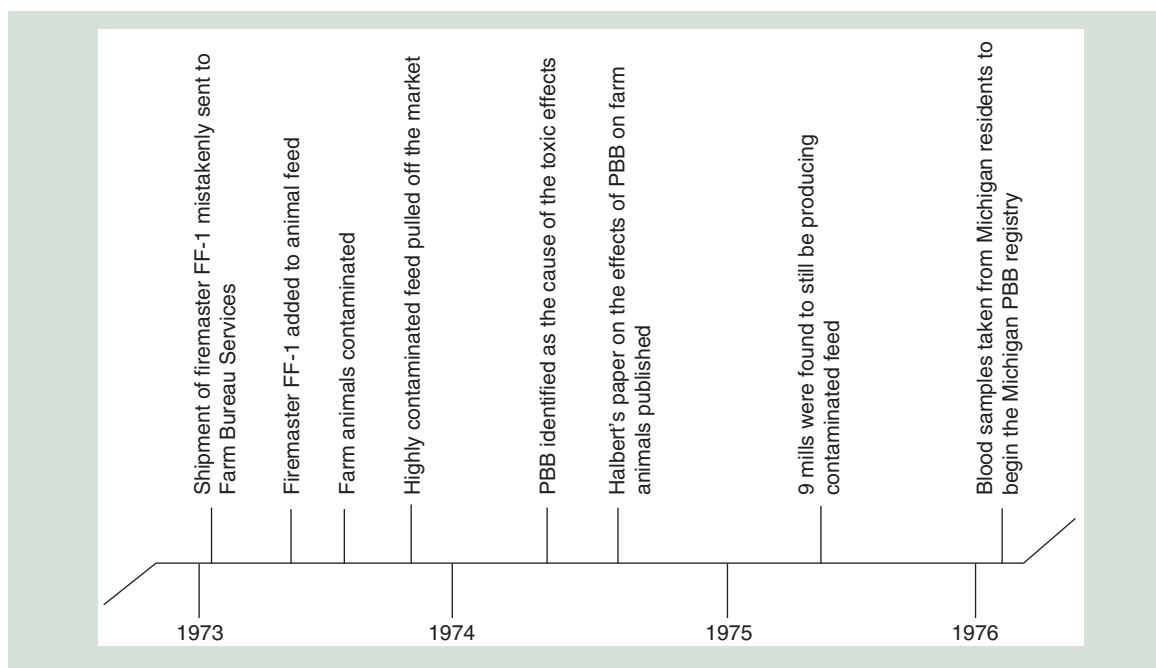 Shipment of firemaster FF-1 mistakenly sent to
Farm Bureau Services
Firemaster FF-1 added to animal feed
Farm animals contaminated
Highly contaminated feed pulled off the market
PBB identified as the cause of the toxic effects
Halbert's paper on the effects of PBB on farm
animals published
9 mills were found to still be producing
contaminated feed
Blood samples taken from Michigan residents to
begin the Michigan PBB registry
1973
1974
1975
1976